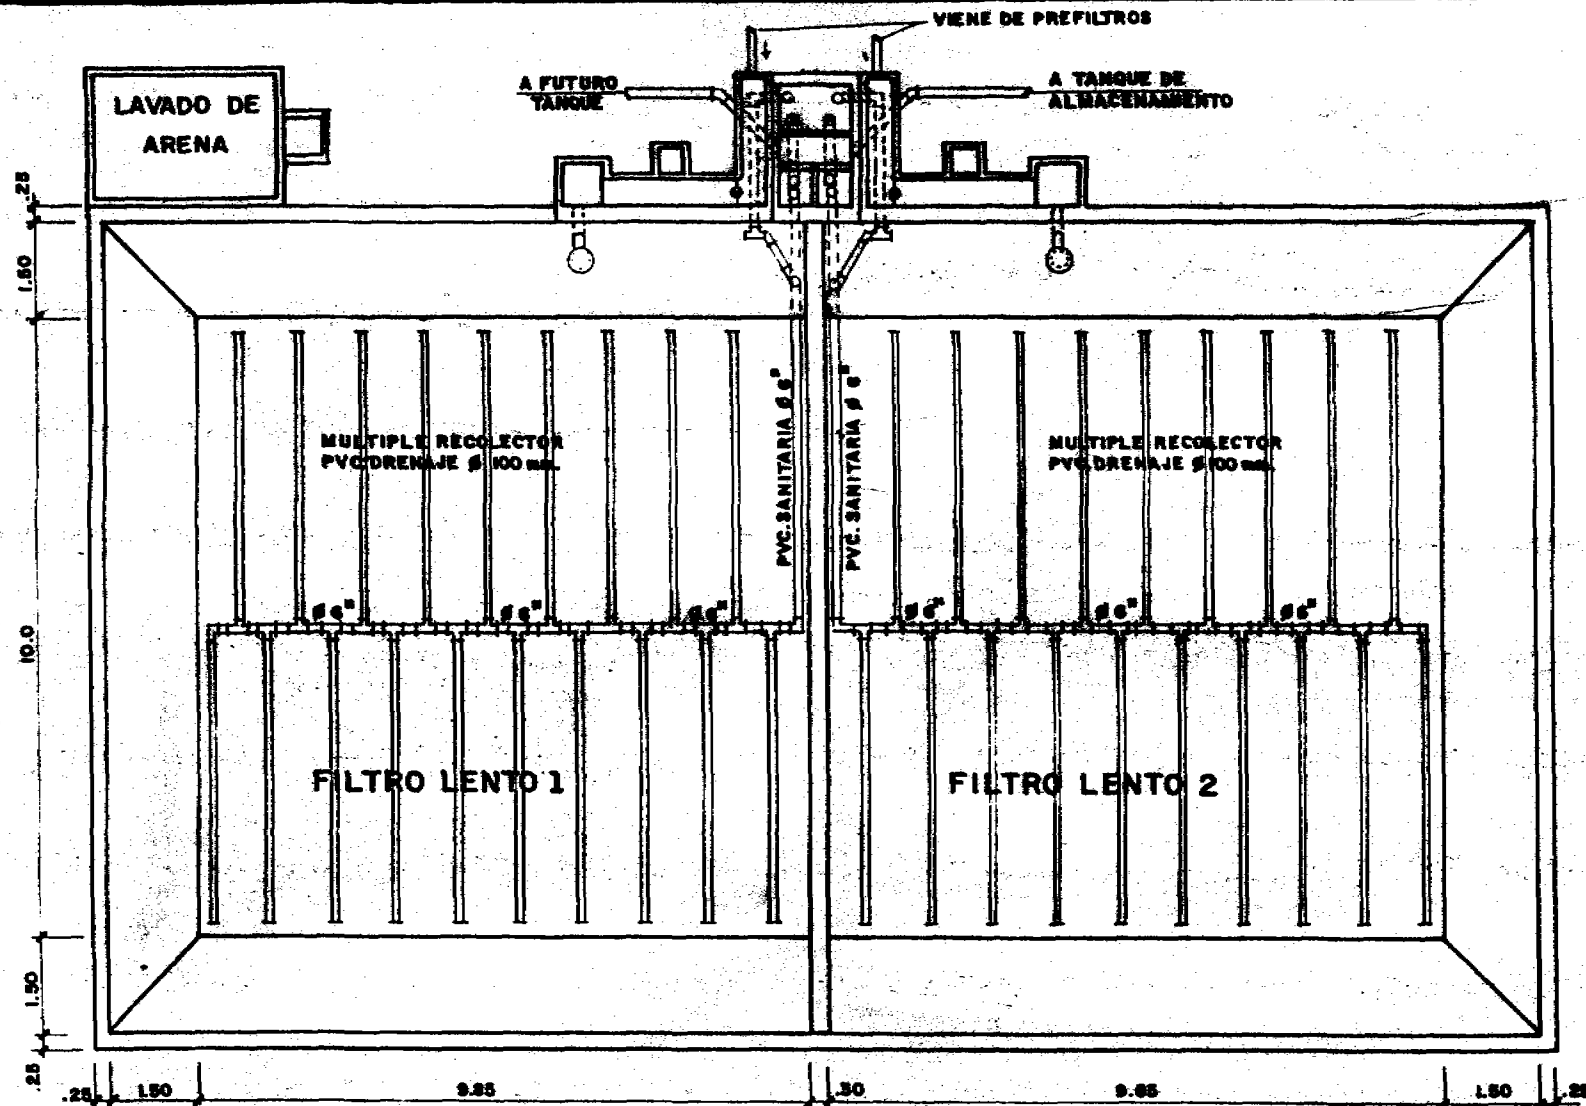 VIENE DE PREFILTROS
A FUTURO
TANQUE
A TANQUE DE
ALMACENAMIENTO
LAVADO DE
ARENA
.25
1.50
MULTIPLE RECOLECTOR
PVC DRENAJE Ø 100 mm.
PVC. SANITARIA Ø 6"
PVC. SANITARIA Ø 6"
MULTIPLE RECOLECTOR
PVC. DRENAJE Ø 100 mm.
Ø 6" Ø 6" Ø 6" Ø 6" Ø 6" Ø 6"
10.0
FILTRO LENTO 1
FILTRO LENTO 2
1.50
.25
.25 1.50 9.85 .30 9.85 1.50 .25